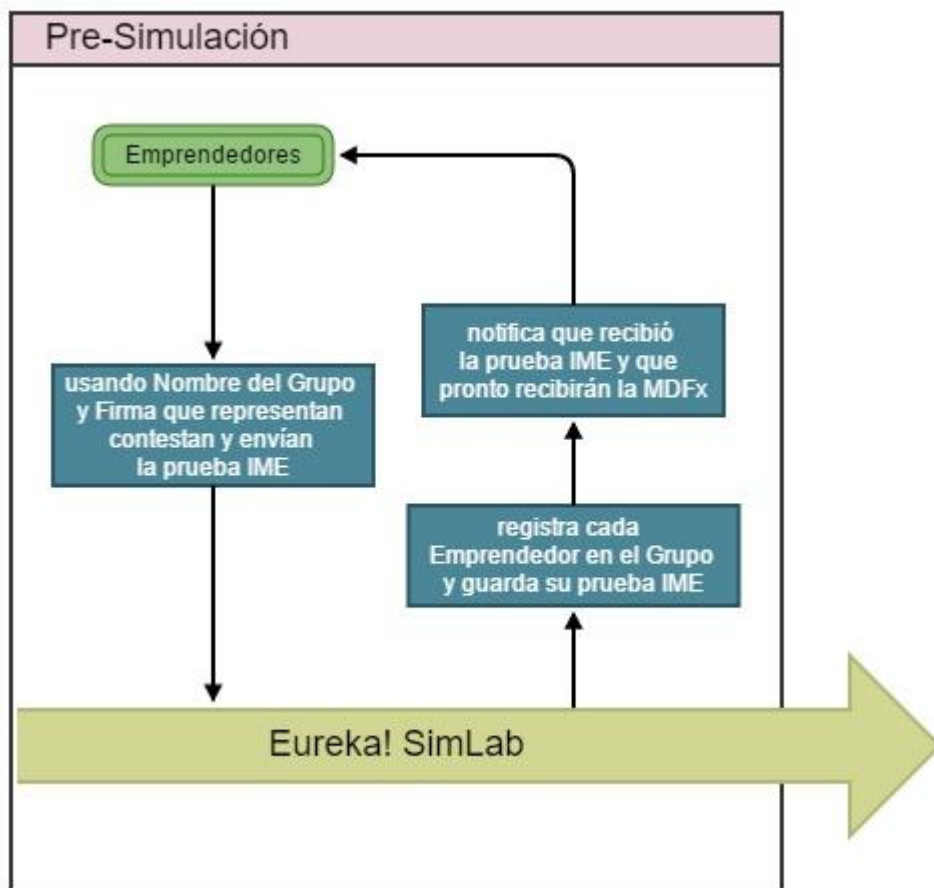 Pre-Simulación
Emprendedores
usando Nombre del Grupo
y Firma que representan
contestan y envían
la prueba IME
notifica que recibió
la prueba IME y que
pronto recibirán la MDFx
registra cada
Emprendedor en el Grupo
y guarda su prueba IME
Eureka! SimLab